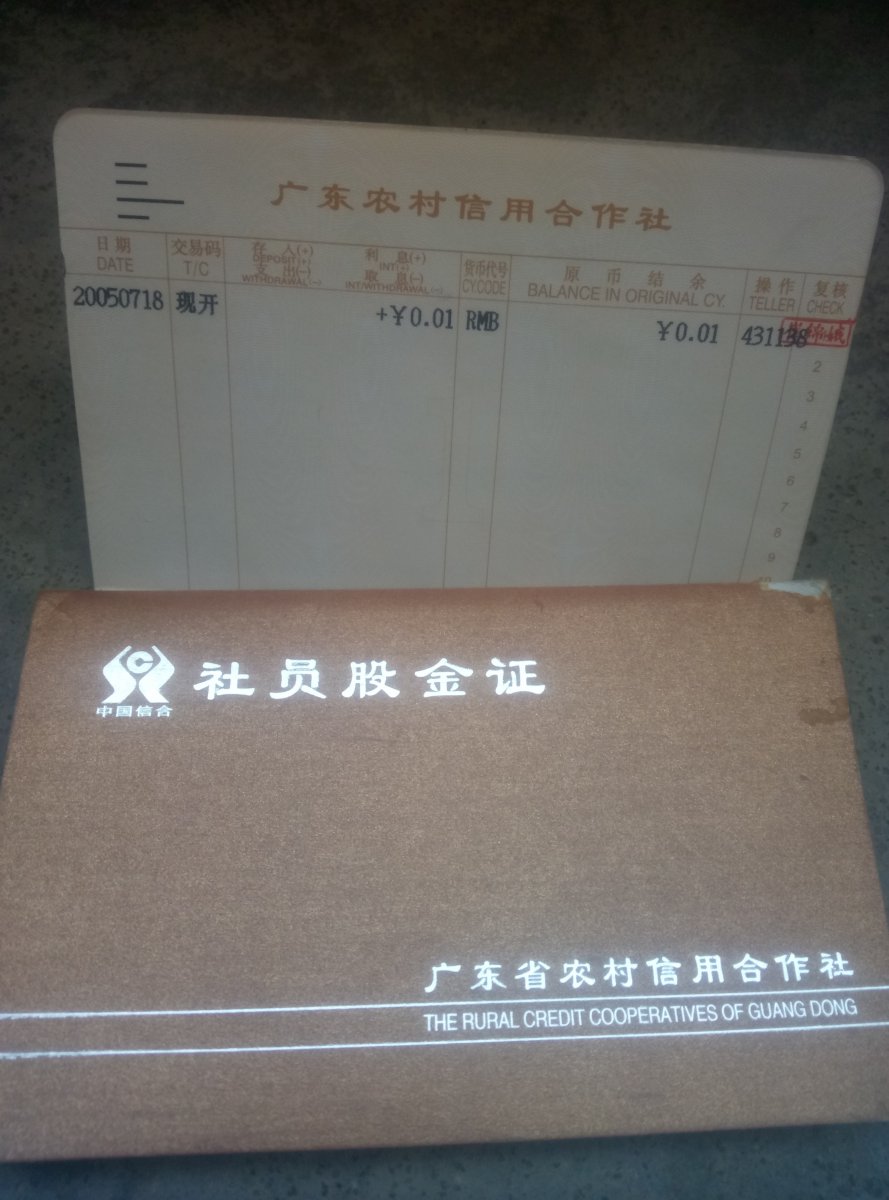 广东农村信用合作社
日期 交易码 存入(+) 利息(+) 货币代号 原币结余 操作 复核
DATE T/C DEPOSIT(+) INT(+) CY.CODE BALANCE IN ORIGINAL CY. TELLER CHECK
支出(–) 取息(–)
WITHDRAWAL(–) INT/WITHDRAWAL(–)
20050718 现开 +￥0.01 RMB ￥0.01 431138
2
3
4
5
6
7
8
9
10
社员股金证
中国信合
广东省农村信用合作社
THE RURAL CREDIT COOPERATIVES OF GUANG DONG